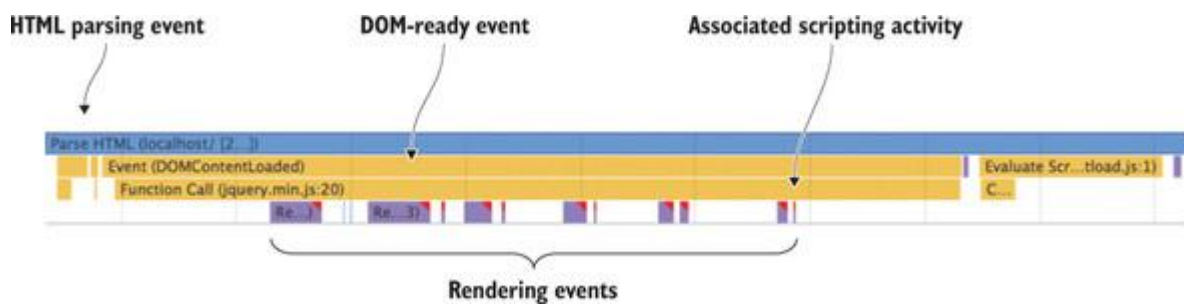 HTML parsing event
DOM-ready event
Associated scripting activity
Parse HTML (localhost/ [2...])
Event (DOMContentLoaded)
Evaluate Scr...tload.js:1)
Function Call (jquery.min.js:20)
C...
Re...)
Re...3)
Rendering events